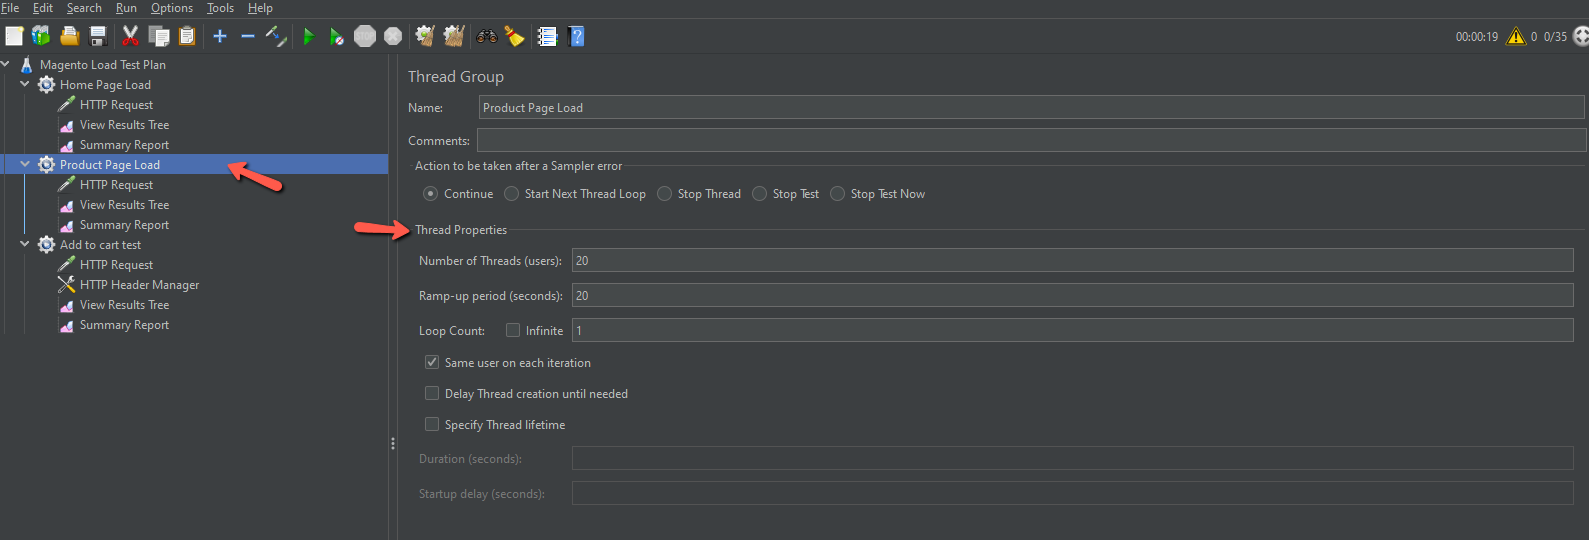 File Edit Search Run Options Tools Help
STOP 00:00:19 0 0/35
Magento Load Test Plan
Home Page Load
HTTP Request
View Results Tree
Summary Report
Product Page Load
HTTP Request
View Results Tree
Summary Report
Add to cart test
HTTP Request
HTTP Header Manager
View Results Tree
Summary Report
Thread Group
Name: Product Page Load
Comments:
Action to be taken after a Sampler error
Continue Start Next Thread Loop Stop Thread Stop Test Stop Test Now
Thread Properties
Number of Threads (users): 20
Ramp-up period (seconds): 20
Loop Count: Infinite 1
Same user on each iteration
Delay Thread creation until needed
Specify Thread lifetime
Duration (seconds):
Startup delay (seconds):